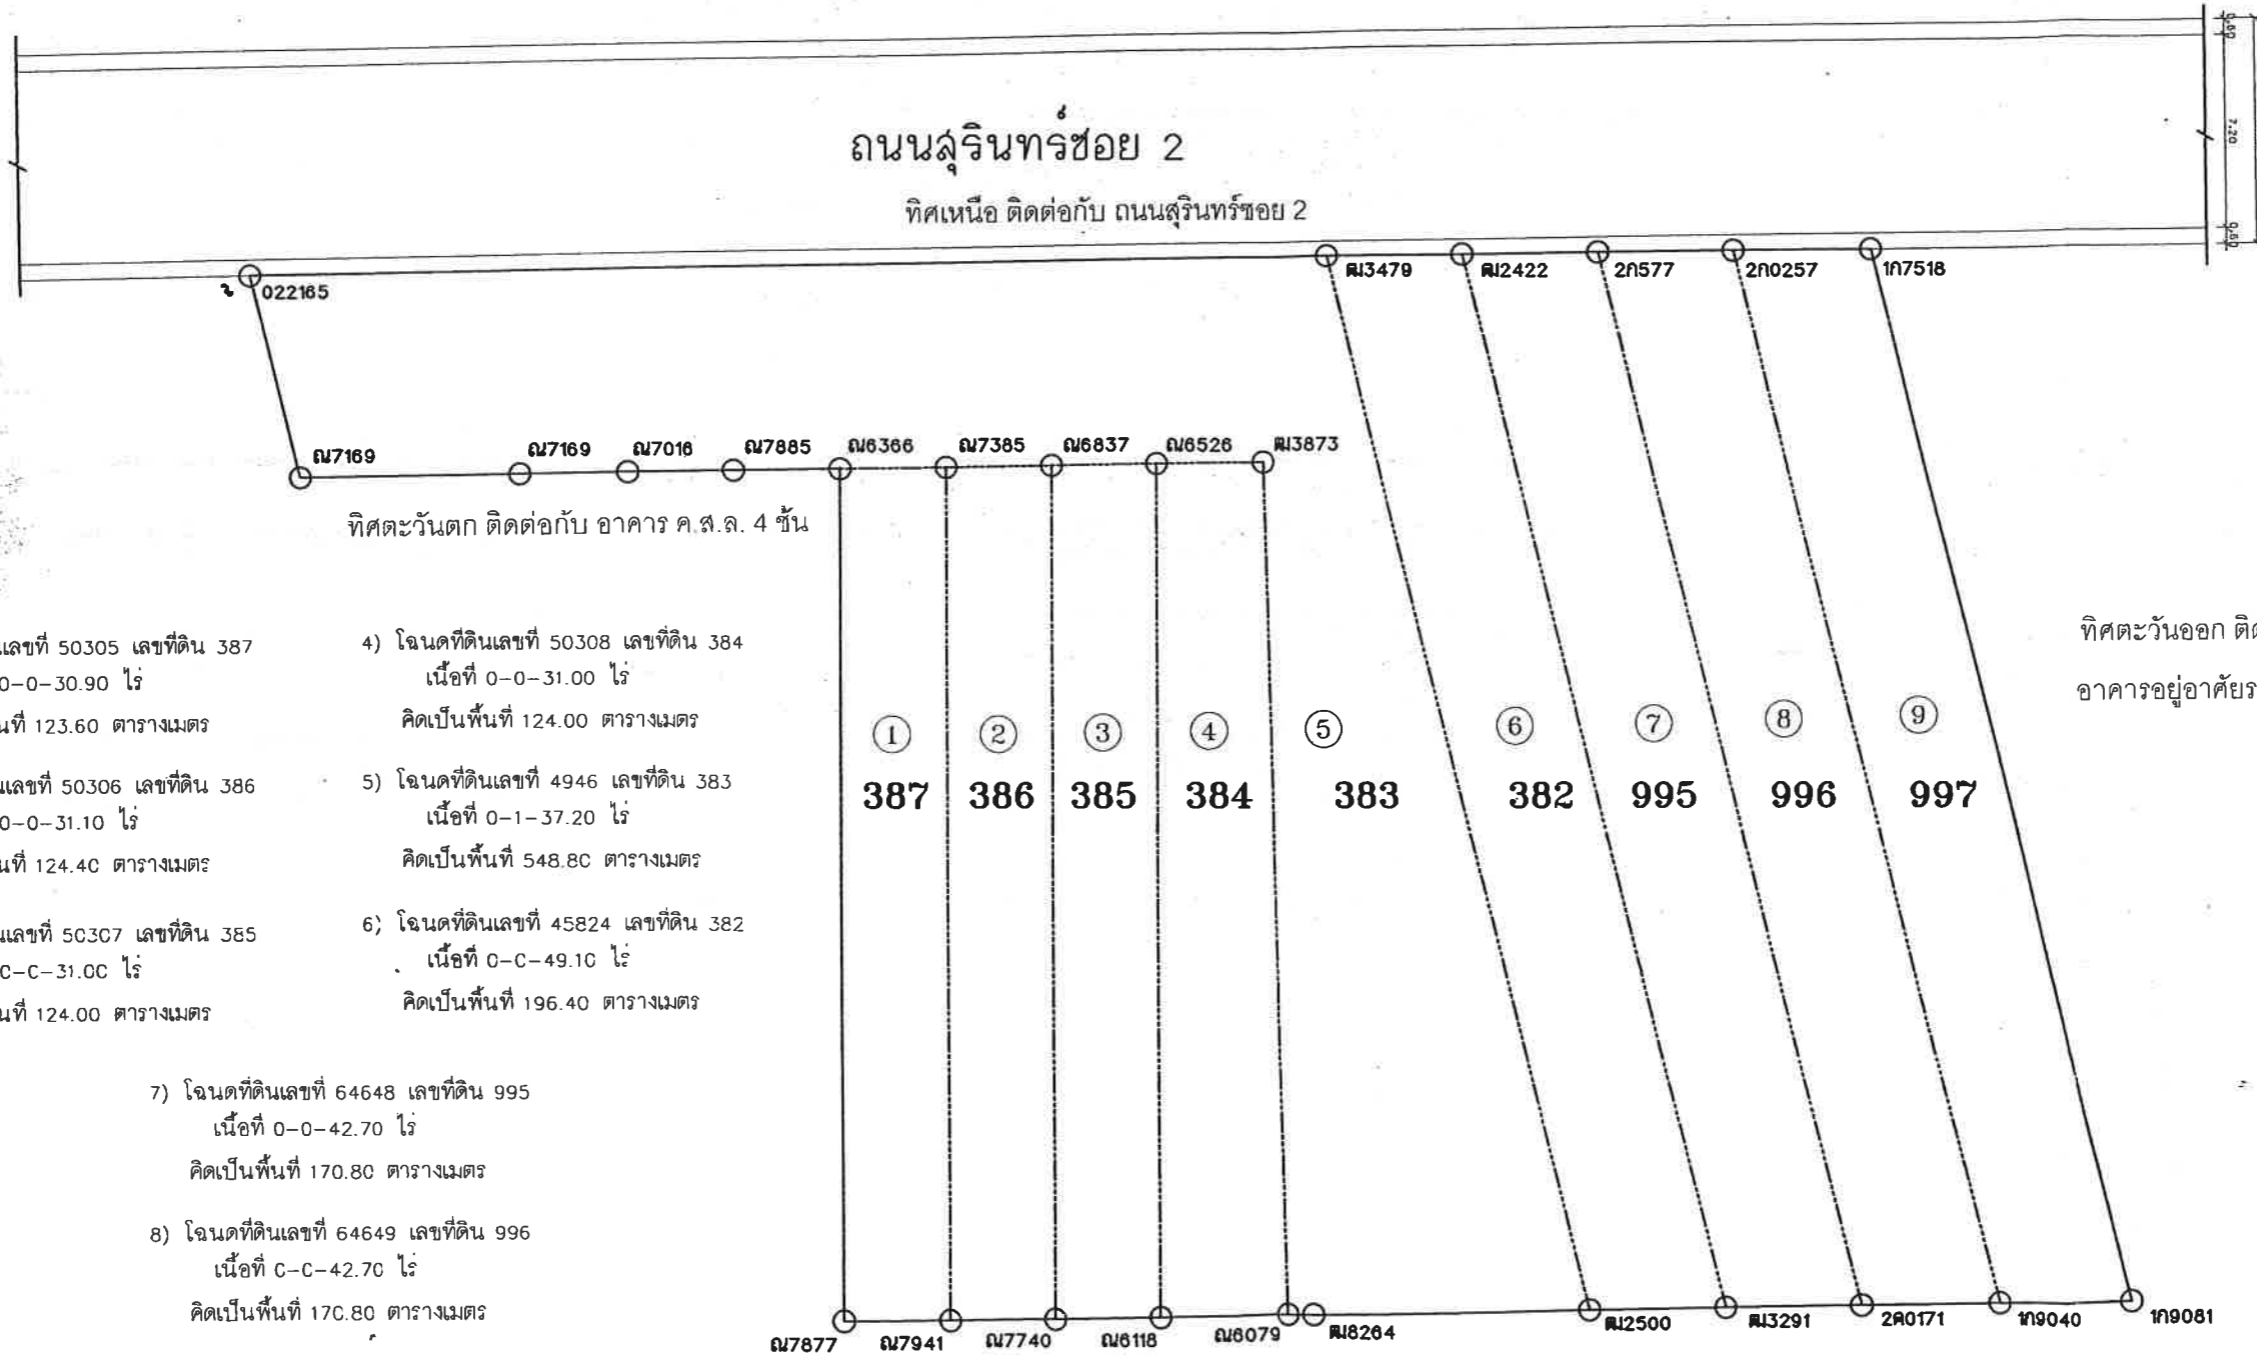 ถนนสุรินทร์ซอย 2
ทิศเหนือ ติดต่อกับ ถนนสุรินทร์ซอย 2
7.20
022165
ฒ3479
ฒ2422
2ก577
2ก0257
1ก7518
ณ7169
ณ7169
ณ7016
ณ7885
ณ6366
ณ7385
ณ6837
ณ6526
ฒ3873
ทิศตะวันตก ติดต่อกับ อาคาร ค.ส.ล. 4 ชั้น
เลขที่ 50305 เลขที่ดิน 387
0-0-30.90 ไร่
123.60 ตารางเมตร
เลขที่ 50306 เลขที่ดิน 386
0-0-31.10 ไร่
124.40 ตารางเมตร
เลขที่ 50307 เลขที่ดิน 385
0-0-31.00 ไร่
124.00 ตารางเมตร
4) โฉนดที่ดินเลขที่ 50308 เลขที่ดิน 384
เนื้อที่ 0-0-31.00 ไร่
คิดเป็นพื้นที่ 124.00 ตารางเมตร
5) โฉนดที่ดินเลขที่ 4946 เลขที่ดิน 383
เนื้อที่ 0-1-37.20 ไร่
คิดเป็นพื้นที่ 548.80 ตารางเมตร
6) โฉนดที่ดินเลขที่ 45824 เลขที่ดิน 382
เนื้อที่ 0-0-49.10 ไร่
คิดเป็นพื้นที่ 196.40 ตารางเมตร
7) โฉนดที่ดินเลขที่ 64648 เลขที่ดิน 995
เนื้อที่ 0-0-42.70 ไร่
คิดเป็นพื้นที่ 170.80 ตารางเมตร
8) โฉนดที่ดินเลขที่ 64649 เลขที่ดิน 996
เนื้อที่ 0-0-42.70 ไร่
คิดเป็นพื้นที่ 170.80 ตารางเมตร
1 2 3 4 5 6 7 8 9
387 386 385 384 383 382 995 996 997
ทิศตะวันออก
อาคารอยู่อาศัย
ณ7877
ณ7941
ณ7740
ณ6118
ณ6079
ฒ8264
ฒ2500
ฒ3291
2ค0171
1ก9040
1ก9081